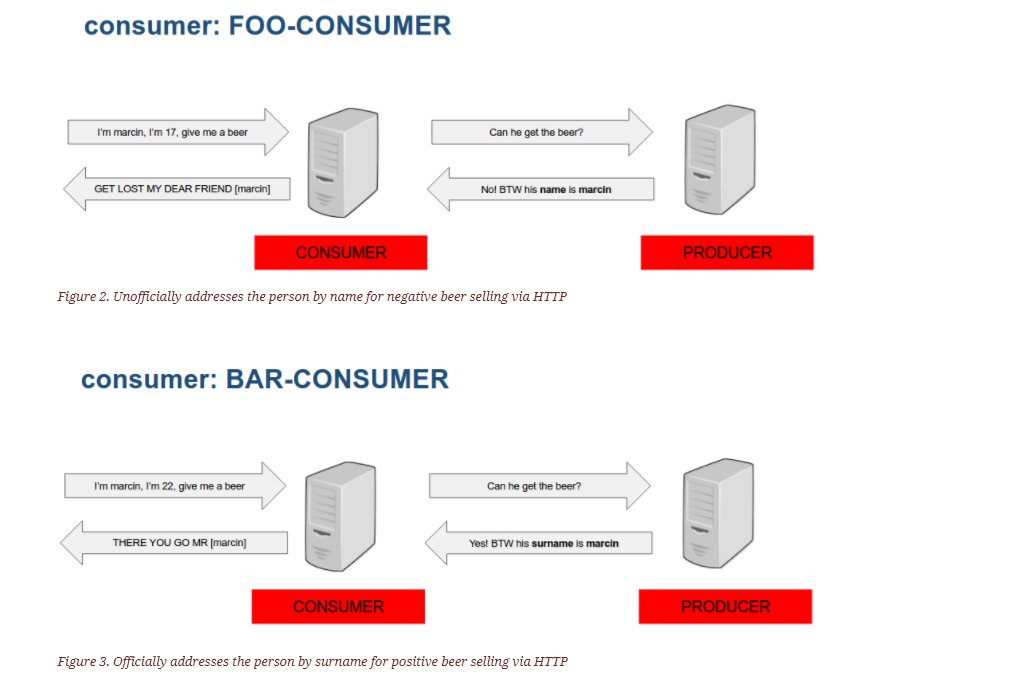 consumer: FOO-CONSUMER
I'm marcin, I'm 17, give me a beer
Can he get the beer?
GET LOST MY DEAR FRIEND [marcin]
No! BTW his name is marcin
CONSUMER
PRODUCER
Figure 2. Unofficially addresses the person by name for negative beer selling via HTTP
consumer: BAR-CONSUMER
I'm marcin, I'm 22, give me a beer
Can he get the beer?
THERE YOU GO MR [marcin]
Yes! BTW his surname is marcin
CONSUMER
PRODUCER
Figure 3. Officially addresses the person by surname for positive beer selling via HTTP